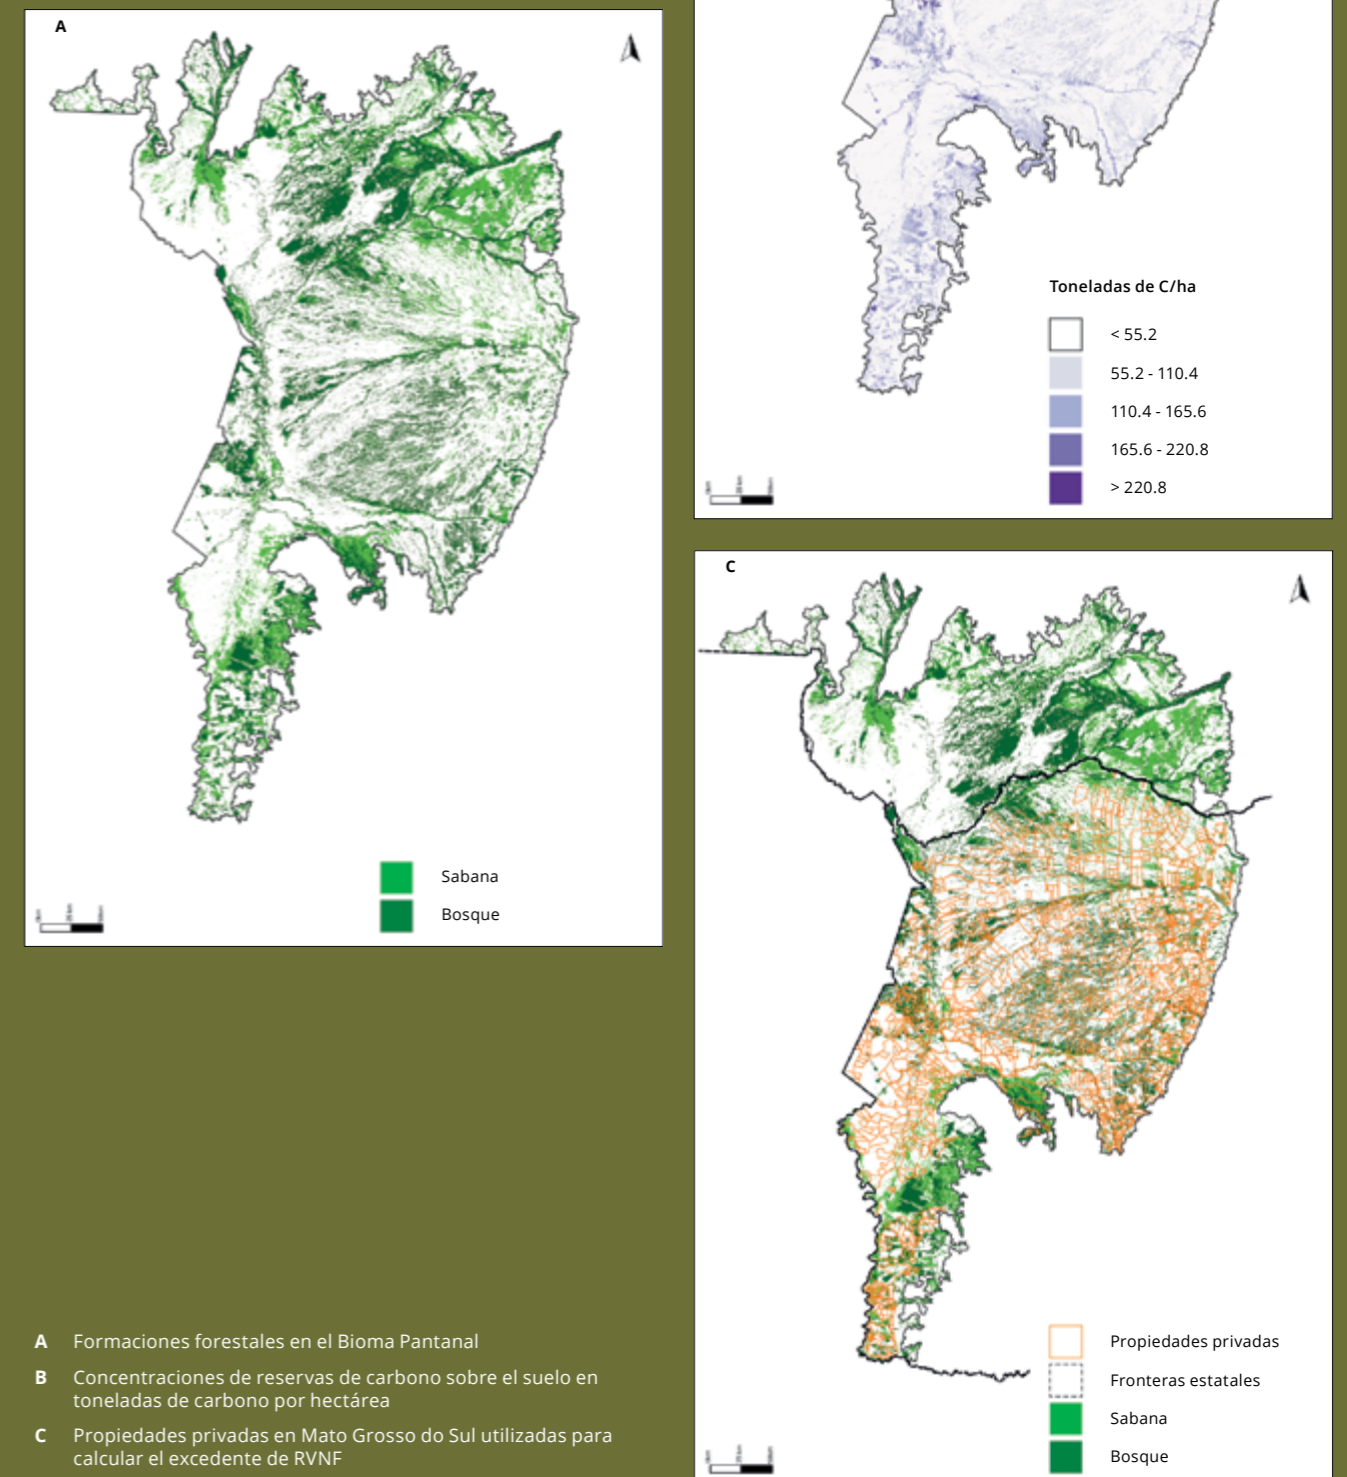 A
Sabana
Bosque
Toneladas de C/ha
< 55.2
55.2 - 110.4
110.4 - 165.6
165.6 - 220.8
> 220.8
C
Propiedades privadas
Fronteras estatales
Sabana
Bosque
A Formaciones forestales en el Bioma Pantanal
B Concentraciones de reservas de carbono sobre el suelo en
toneladas de carbono por hectárea
C Propiedades privadas en Mato Grosso do Sul utilizadas para
calcular el excedente de RVNF